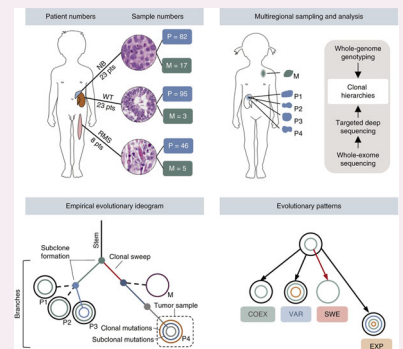 Patient numbers
Sample numbers
NB
23 pts
WT
23 pts
RMS
8 pts
P = 82
M = 17
P = 95
M = 3
P = 46
M = 5
Multiregional sampling and analysis
M
P1
P2
P3
P4
Whole-genome
genotyping
Clonal
hierarchies
Targeted deep
sequencing
Whole-exome
sequencing
Empirical evolutionary ideogram
Branches
Stem
Subclone
formation
Clonal sweep
P1
P2
P3
M
Tumor sample
Clonal mutations
Subclonal mutations
P4
Evolutionary patterns
COEX
VAR
SWE
EXP